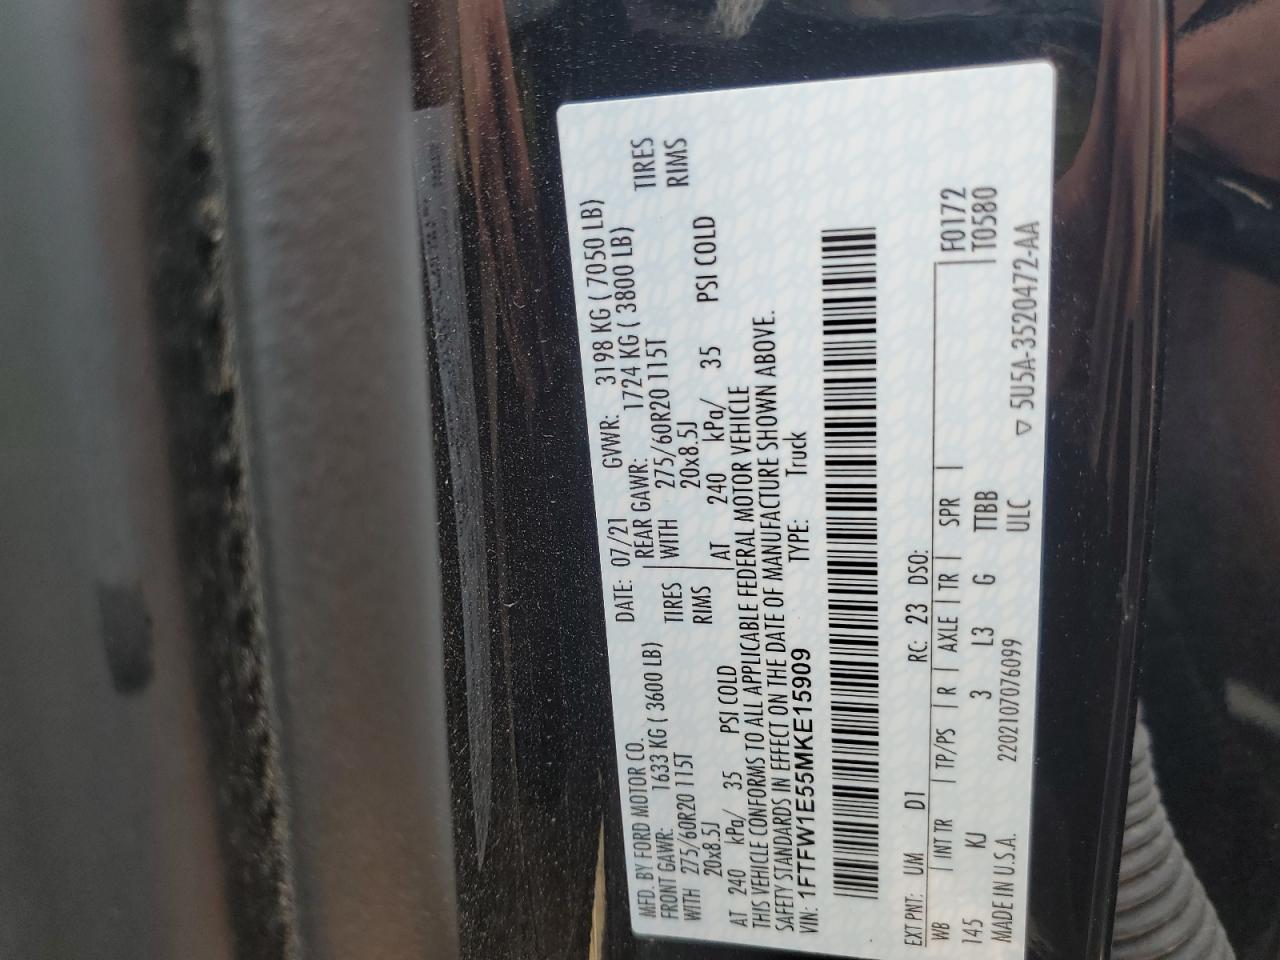 MFD. BY FORD MOTOR CO.
DATE: 07/21 GVWR: 3198 KG ( 7050 LB)
FRONT GAWR: 1633 KG ( 3600 LB) REAR GAWR: 1724 KG ( 3800 LB)
WITH 275/60R20 115T TIRES WITH 275/60R20 115T TIRES
20x8.5J RIMS 20x8.5J RIMS
AT 240 kPa/ 35 PSI COLD AT 240 kPa/ 35 PSI COLD
THIS VEHICLE CONFORMS TO ALL APPLICABLE FEDERAL MOTOR VEHICLE
SAFETY STANDARDS IN EFFECT ON THE DATE OF MANUFACTURE SHOWN ABOVE.
VIN: 1FTFW1E55MKE15909 TYPE: Truck
EXT PNT: UM D1 RC: 23 DSO:
WB | INT TR | TP/PS | R | AXLE | TR | SPR | F0172
145 KJ 3 L3 G TTBB T0580
MADE IN U.S.A. 2202107076099 ULC
▽ 5U5A-3520472-AA